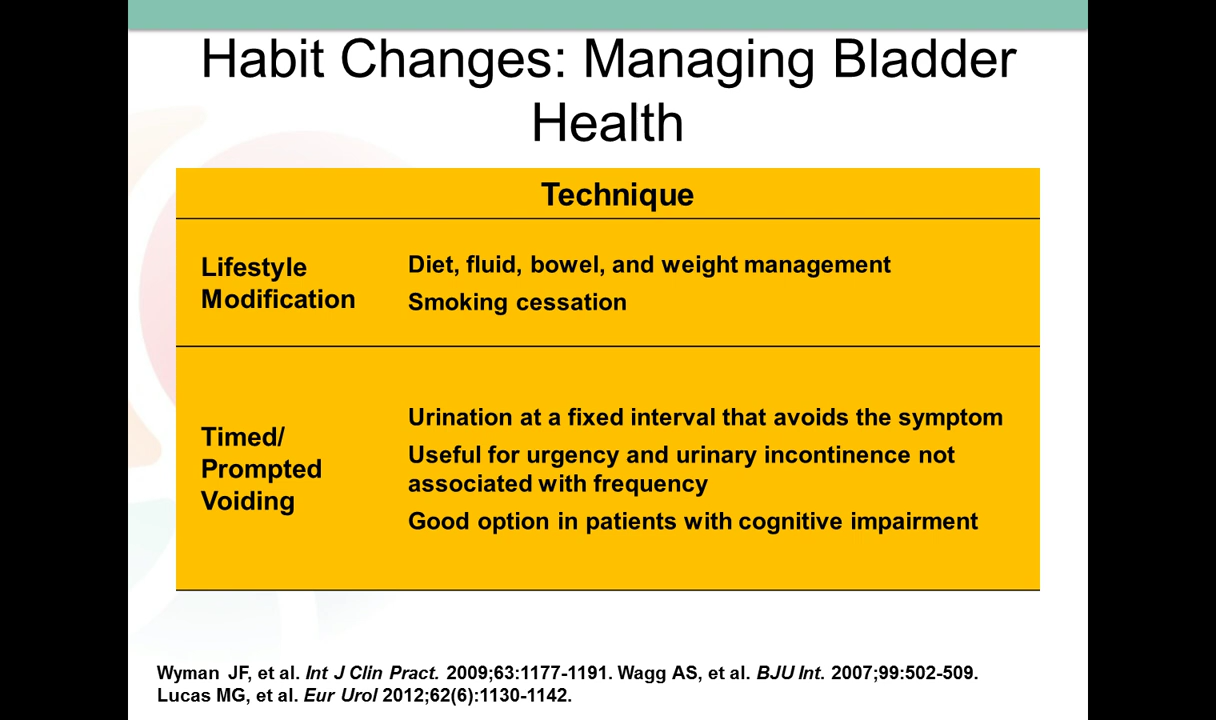 Habit Changes: Managing Bladder
Health
Technique
Lifestyle
Modification
Diet, fluid, bowel, and weight management
Smoking cessation
Timed/
Prompted
Voiding
Urination at a fixed interval that avoids the symptom
Useful for urgency and urinary incontinence not
associated with frequency
Good option in patients with cognitive impairment
Wyman JF, et al. Int J Clin Pract. 2009;63:1177-1191. Wagg AS, et al. BJU Int. 2007;99:502-509.
Lucas MG, et al. Eur Urol 2012;62(6):1130-1142.